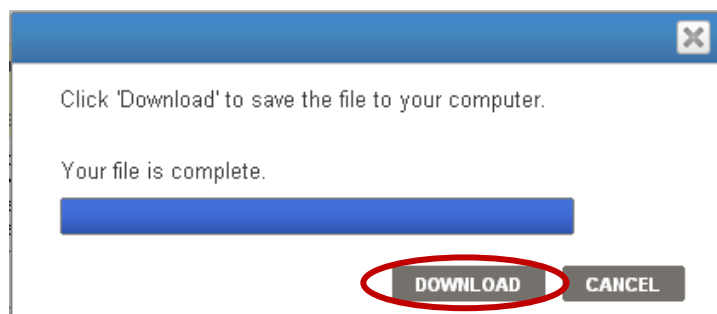 Click 'Download' to save the file to your computer.
Your file is complete.
DOWNLOAD CANCEL